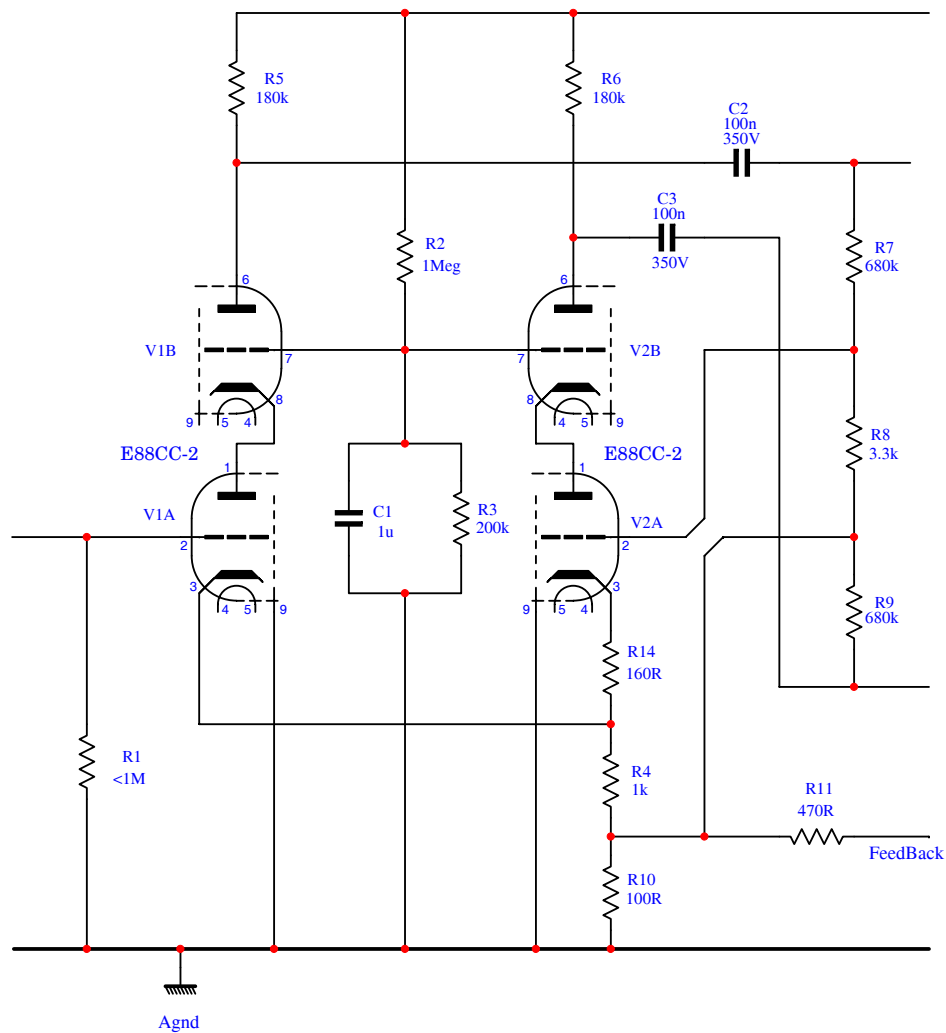 R5
180k
R6
180k
C2
100n
350V
C3
100n
350V
R2
1Meg
R7
680k
6
6
V1B
7
7
V2B
8
8
9
5
4
4
5
9
E88CC-2
E88CC-2
R8
3.3k
1
1
V1A
C1
1u
R3
200k
V2A
2
2
3
3
4
5
9
9
5
4
R9
680k
R14
160R
R1
<1M
R4
1k
R11
470R
FeedBack
R10
100R
Agnd